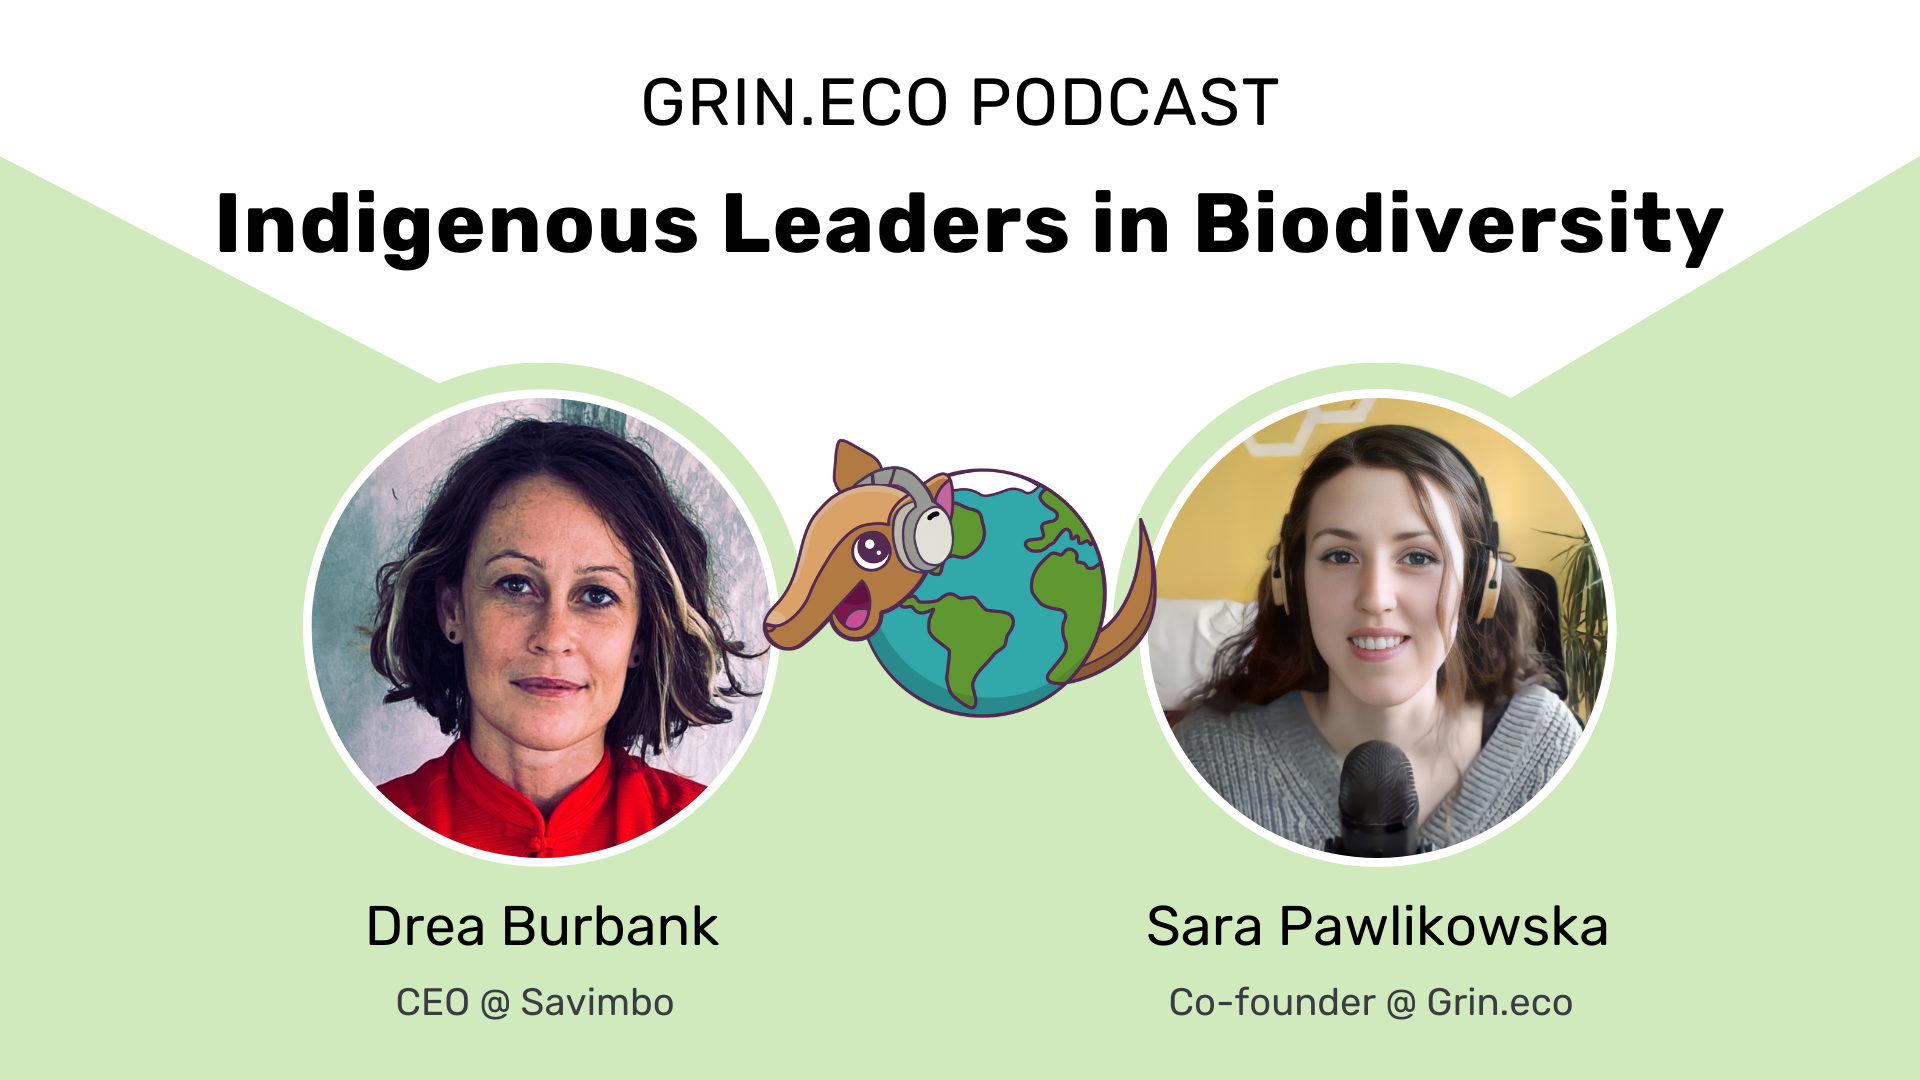 GRIN.ECO PODCAST
Indigenous Leaders in Biodiversity
Drea Burbank
Sara Pawlikowska
CEO @ Savimbo
Co-founder @ Grin.eco